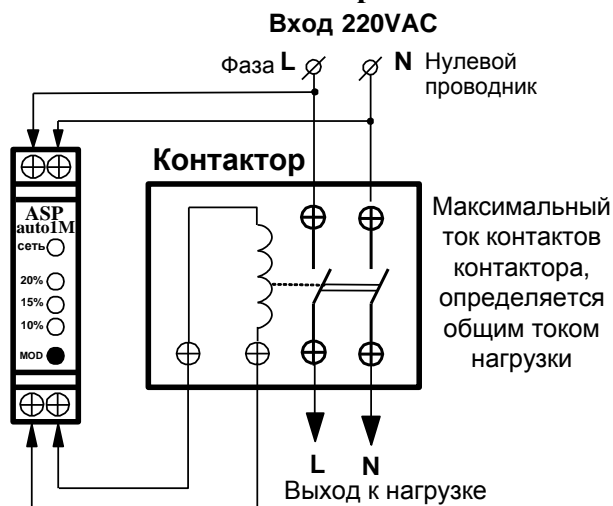 Вход 220VAC
Фаза L
N Нулевой
проводник
Контактор
ASP
auto1M
сеть
20%
15%
10%
MOD
Максимальный
ток контактов
контактора,
определяется
общим током
нагрузки
L N
Выход к нагрузке